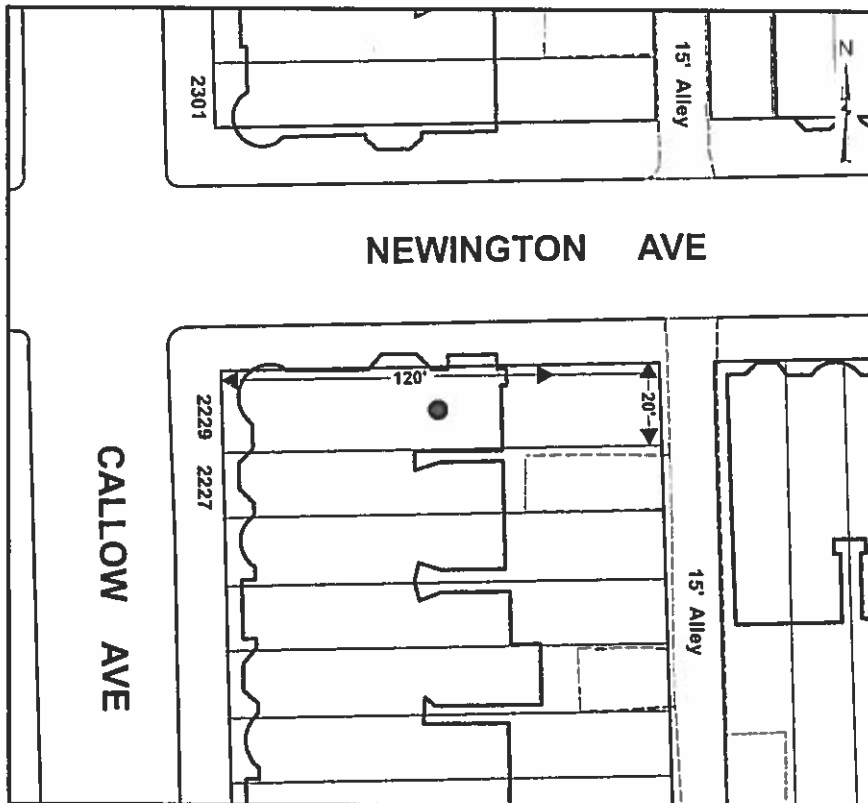 N
15' Alley
2301
NEWINGTON AVE
120'
20'
2229
2227
CALLOW AVE
15' Alley